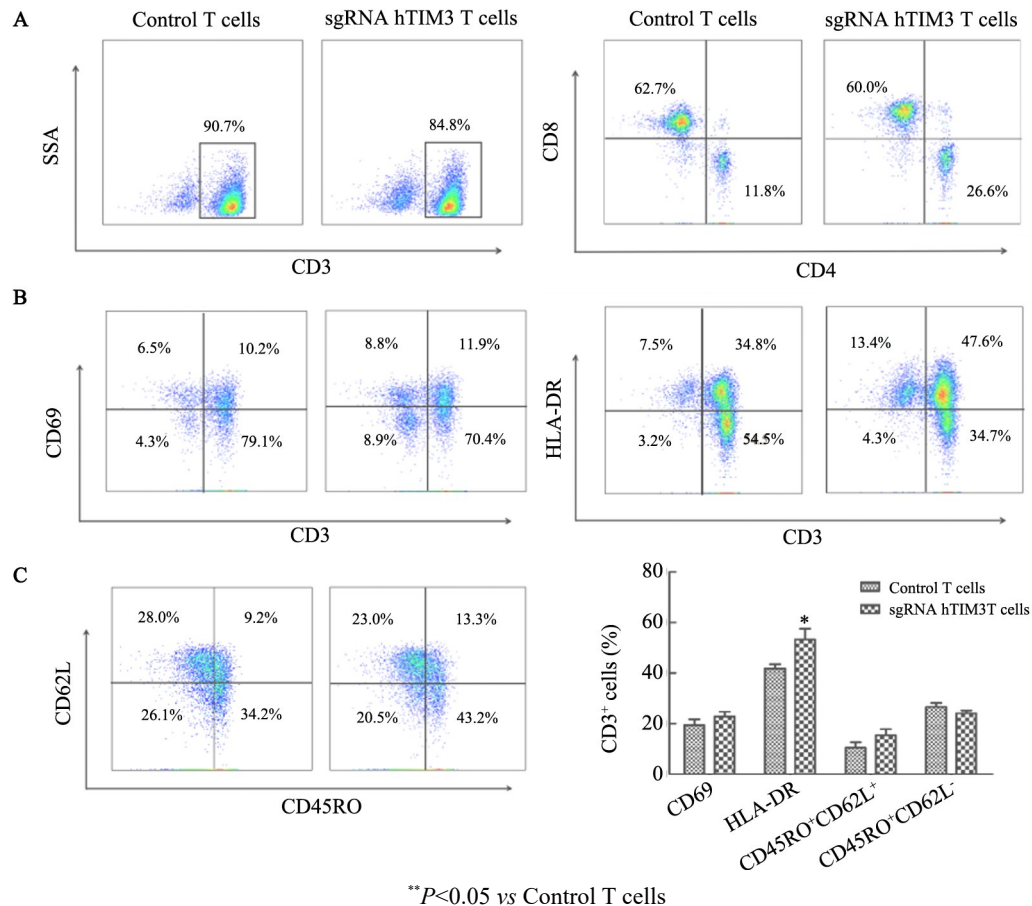 A
Control T cells
sgRNA hTIM3 T cells
Control T cells
sgRNA hTIM3 T cells
SSA
90.7%
84.8%
CD3
CD8
62.7%
11.8%
60.0%
26.6%
CD4
B
CD69
6.5%
10.2%
4.3%
79.1%
8.8%
11.9%
8.9%
70.4%
CD3
HLA-DR
7.5%
34.8%
3.2%
54.5%
13.4%
47.6%
4.3%
34.7%
CD3
C
CD62L
28.0%
9.2%
26.1%
34.2%
23.0%
13.3%
20.5%
43.2%
CD45RO
CD3⁺ cells (%)
80
60
40
20
0
Control T cells
sgRNA hTIM3T cells
*
CD69
HLA-DR
CD45RO⁺CD62L⁺
CD45RO⁺CD62L⁻
**P<0.05 vs Control T cells